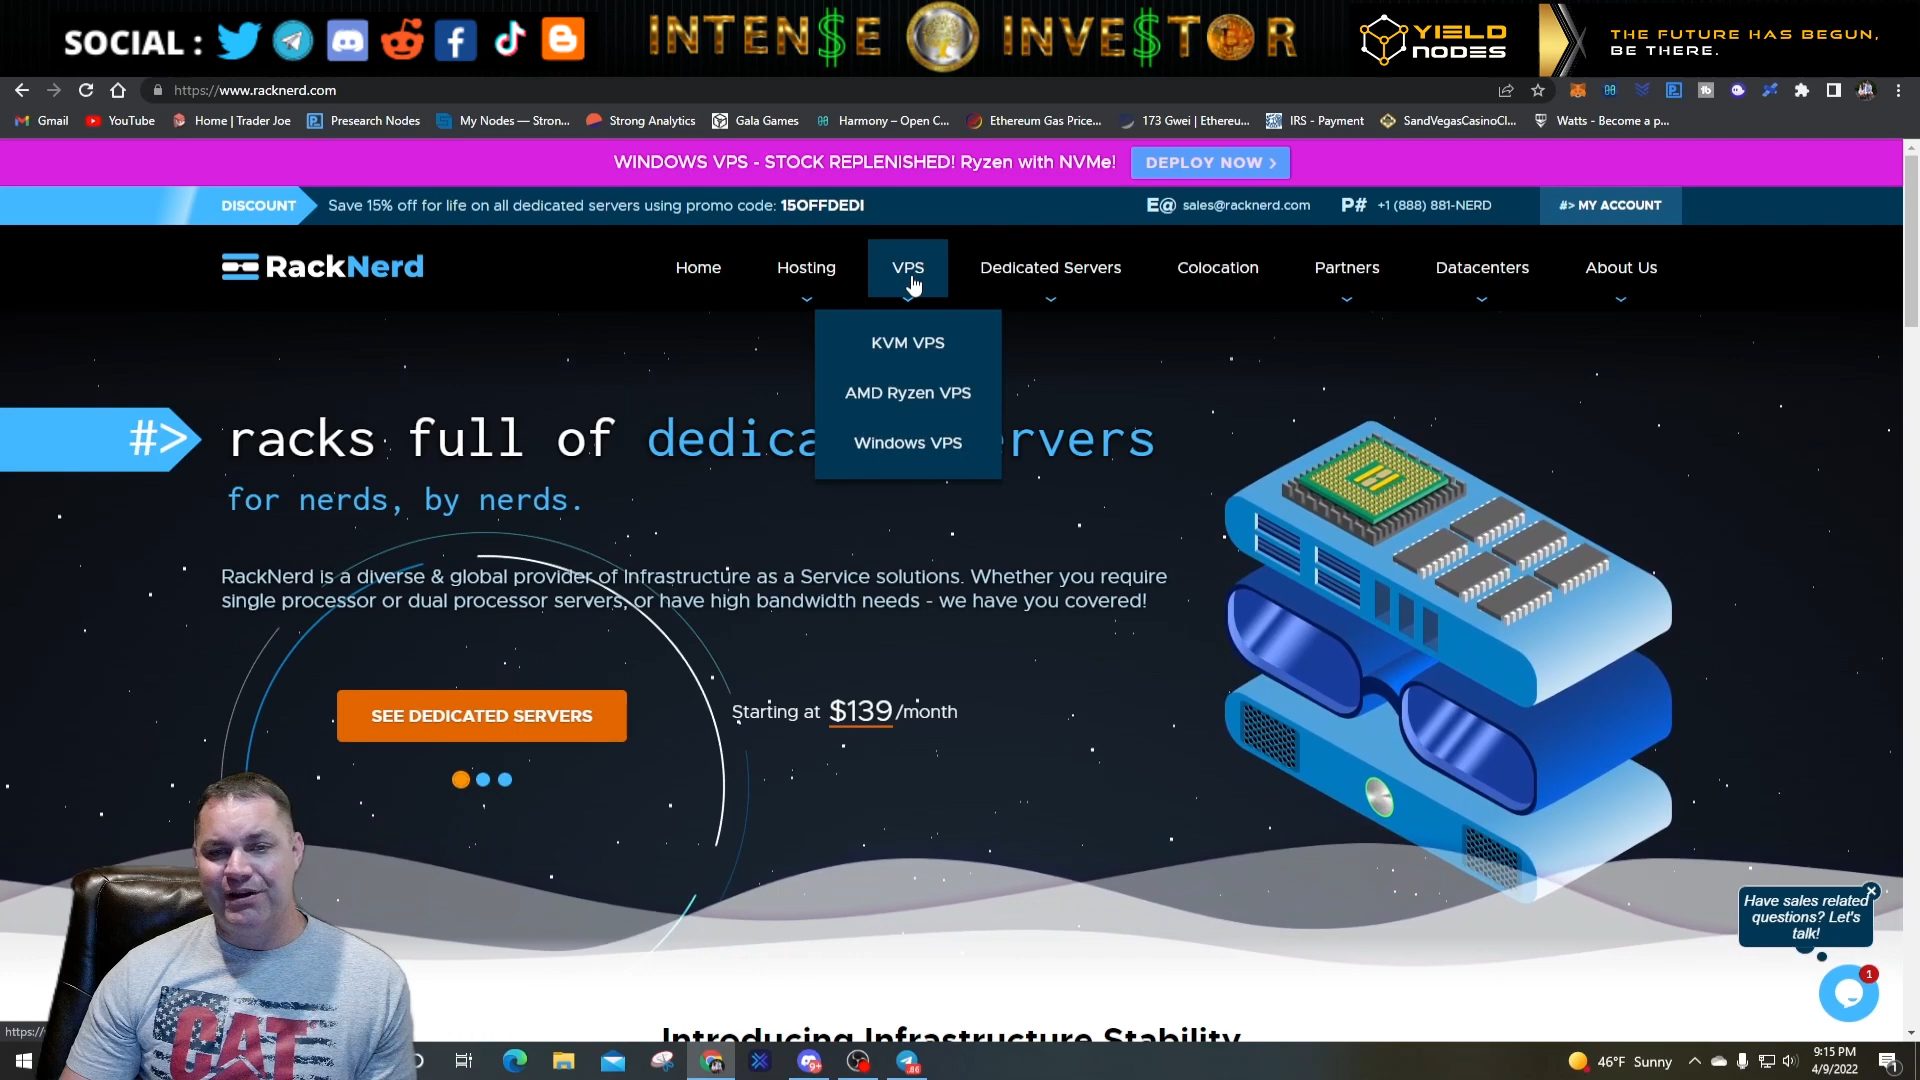 SOCIAL :
INTEN$E INVE$TOR
YIELD NODES
THE FUTURE HAS BEGUN,
BE THERE.
https://www.racknerd.com
Gmail
YouTube
Home | Trader Joe
Presearch Nodes
My Nodes — Stron...
Strong Analytics
Gala Games
Harmony – Open C...
Ethereum Gas Price...
173 Gwei | Ethereu...
IRS - Payment
SandVegasCasinoCl...
Watts - Become a p...
WINDOWS VPS - STOCK REPLENISHED! Ryzen with NVMe!
DEPLOY NOW >
DISCOUNT
Save 15% off for life on all dedicated servers using promo code: 15OFFDEDI
E@ sales@racknerd.com
P# +1 (888) 881-NERD
#> MY ACCOUNT
RackNerd
Home
Hosting
VPS
Dedicated Servers
Colocation
Partners
Datacenters
About Us
KVM VPS
AMD Ryzen VPS
Windows VPS
#> racks full of dedica rvers
for nerds, by nerds.
RackNerd is a diverse & global provider of Infrastructure as a Service solutions. Whether you require
single processor or dual processor servers, or have high bandwidth needs - we have you covered!
SEE DEDICATED SERVERS
Starting at $139/month
Have sales related
questions? Let's
talk!
1
Introducing Infrastructure Stability
CAT
https:/
9+
46°F Sunny
9:15 PM
4/9/2022
1